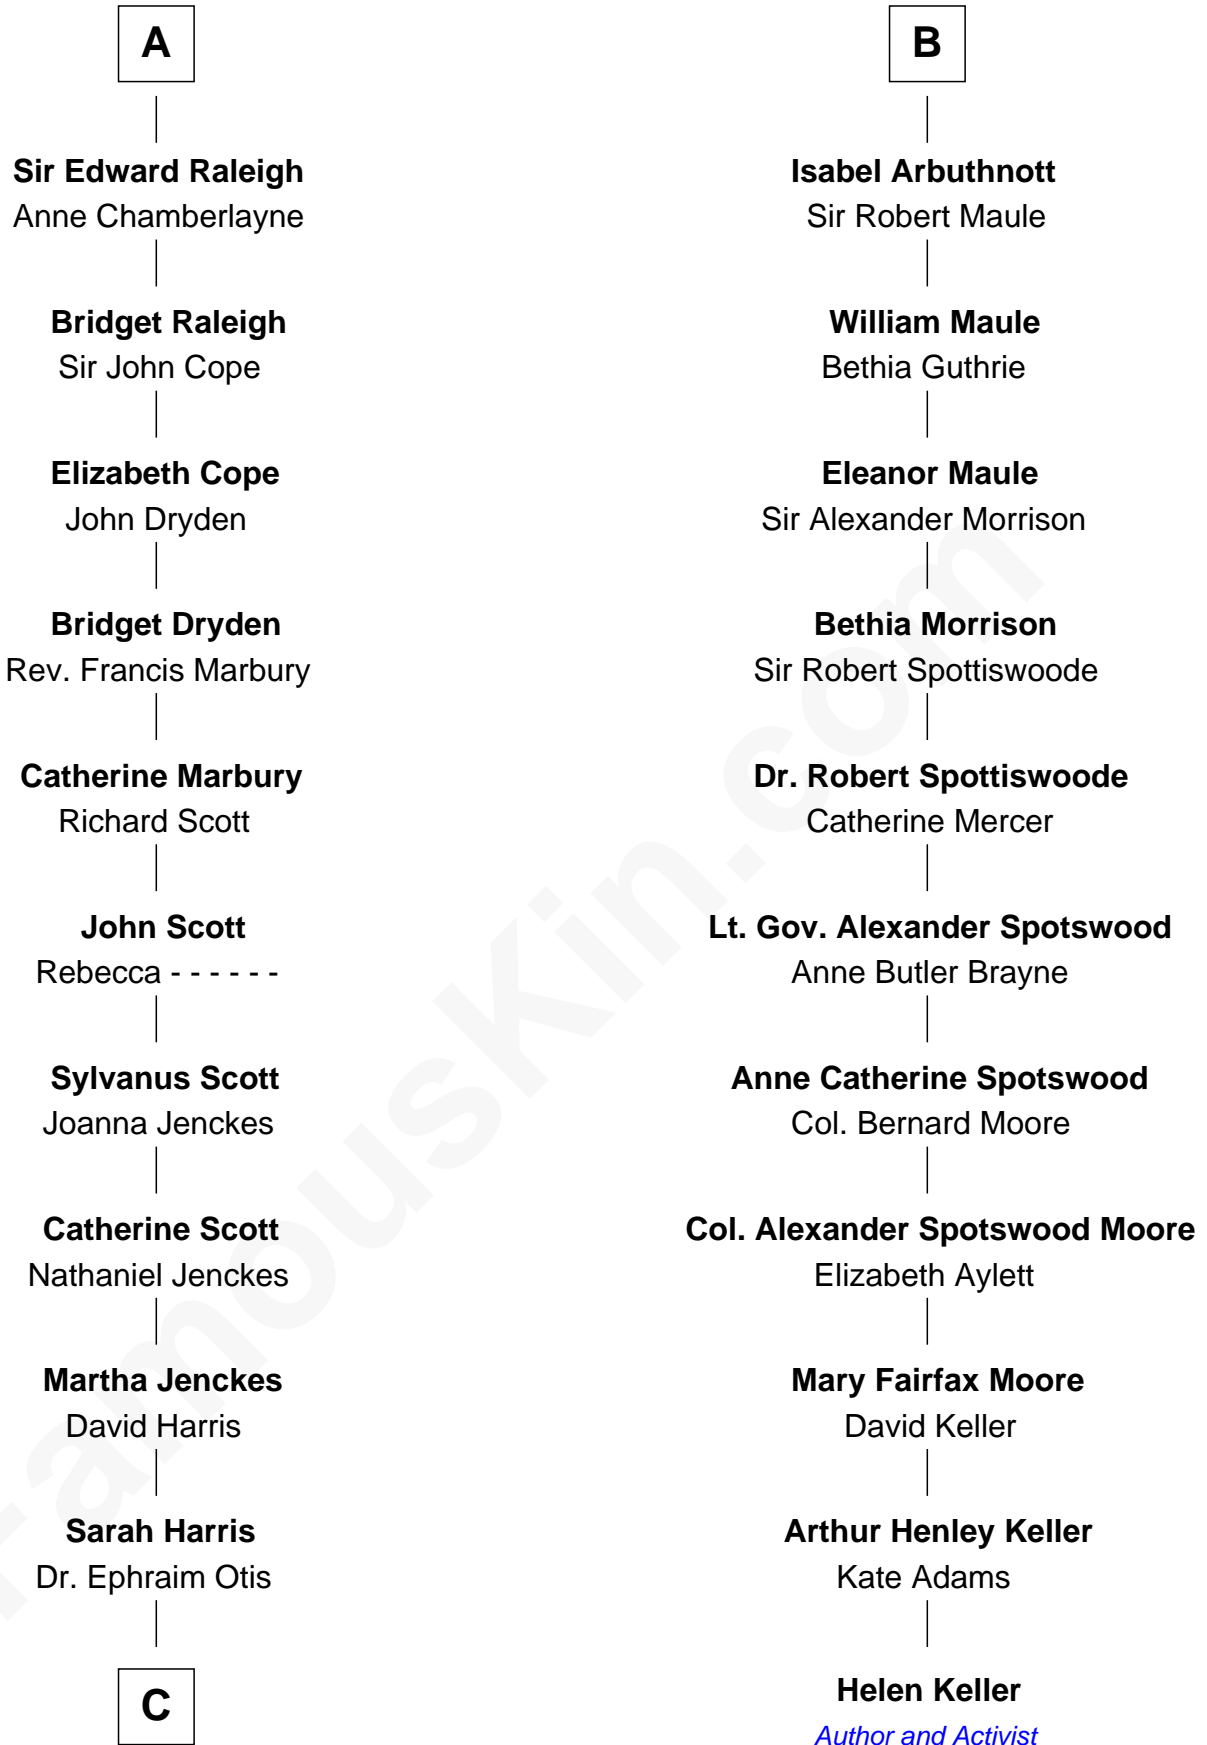 A
Sir Edward Raleigh
Anne Chamberlayne
Bridget Raleigh
Sir John Cope
Elizabeth Cope
John Dryden
Bridget Dryden
Rev. Francis Marbury
Catherine Marbury
Richard Scott
John Scott
Rebecca - - - - - -
Sylvanus Scott
Joanna Jenckes
Catherine Scott
Nathaniel Jenckes
Martha Jenckes
David Harris
Sarah Harris
Dr. Ephraim Otis
C
B
Isabel Arbuthnott
Sir Robert Maule
William Maule
Bethia Guthrie
Eleanor Maule
Sir Alexander Morrison
Bethia Morrison
Sir Robert Spottiswoode
Dr. Robert Spottiswoode
Catherine Mercer
Lt. Gov. Alexander Spotswood
Anne Butler Brayne
Anne Catherine Spotswood
Col. Bernard Moore
Col. Alexander Spotswood Moore
Elizabeth Aylett
Mary Fairfax Moore
David Keller
Arthur Henley Keller
Kate Adams
Helen Keller
Author and Activist
FamousKin.com